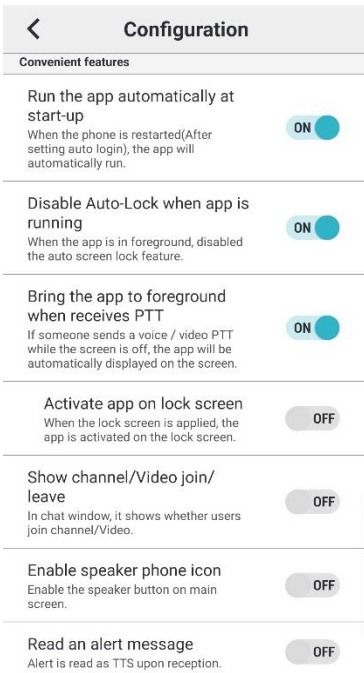 Configuration
Convenient features
Run the app automatically at
start-up
When the phone is restarted(After
setting auto login), the app will
automatically run.
ON
Disable Auto-Lock when app is
running
When the app is in foreground, disabled
the auto screen lock feature.
ON
Bring the app to foreground
when receives PTT
If someone sends a voice / video PTT
while the screen is off, the app will be
automatically displayed on the screen.
ON
Activate app on lock screen
When the lock screen is applied, the
app is activated on the lock screen.
OFF
Show channel/Video join/
leave
In chat window, it shows whether users
join channel/Video.
OFF
Enable speaker phone icon
Enable the speaker button on main
screen.
OFF
Read an alert message
Alert is read as TTS upon reception.
OFF